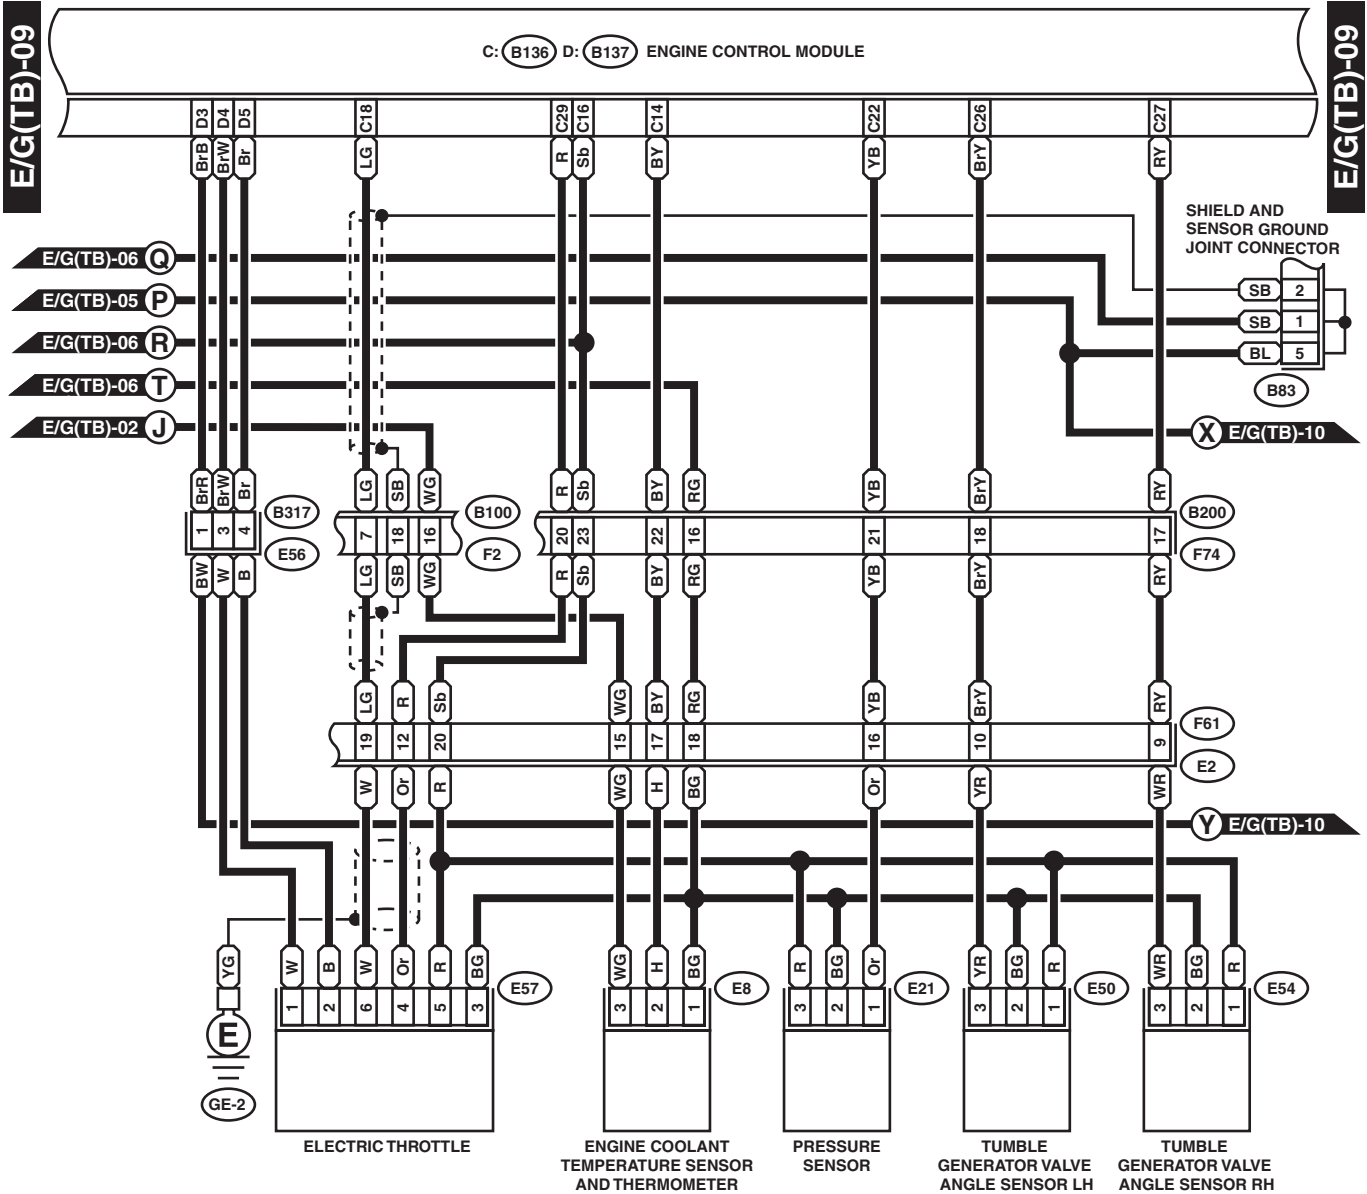 E/G(TB)-09
C: B136 D: B137 ENGINE CONTROL MODULE
E/G(TB)-09
D3 D4 D5 C18 C29 C16 C14 C22 C26 C27
BrB BrW Br LG R Sb BY YB BrY RY
SHIELD AND
SENSOR GROUND
JOINT CONNECTOR
E/G(TB)-06 Q
SB 2
E/G(TB)-05 P
SB 1
E/G(TB)-06 R
BL 5
E/G(TB)-06 T
B83
E/G(TB)-02 J
X E/G(TB)-10
BrR BrW Br LG SB WG R Sb BY RG YB BrY RY
B317 B100 B200
1 3 4 7 18 16 20 23 22 16 21 18 17
E56 F2 F74
BW W B LG SB WG R Sb BY RG YB BrY RY
LG R Sb WG BY RG YB BrY RY
F61
19 12 20 15 17 18 16 10 9
E2
W Or R WG H BG Or YR WR
Y E/G(TB)-10
YG W B W Or R BG WG H BG R BG Or YR BG R WR BG R
E57 E8 E21 E50 E54
1 2 6 4 5 3 3 2 1 3 2 1 3 2 1 3 2 1
E
GE-2
ELECTRIC THROTTLE
ENGINE COOLANT
TEMPERATURE SENSOR
AND THERMOMETER
PRESSURE
SENSOR
TUMBLE
GENERATOR VALVE
ANGLE SENSOR LH
TUMBLE
GENERATOR VALVE
ANGLE SENSOR RH